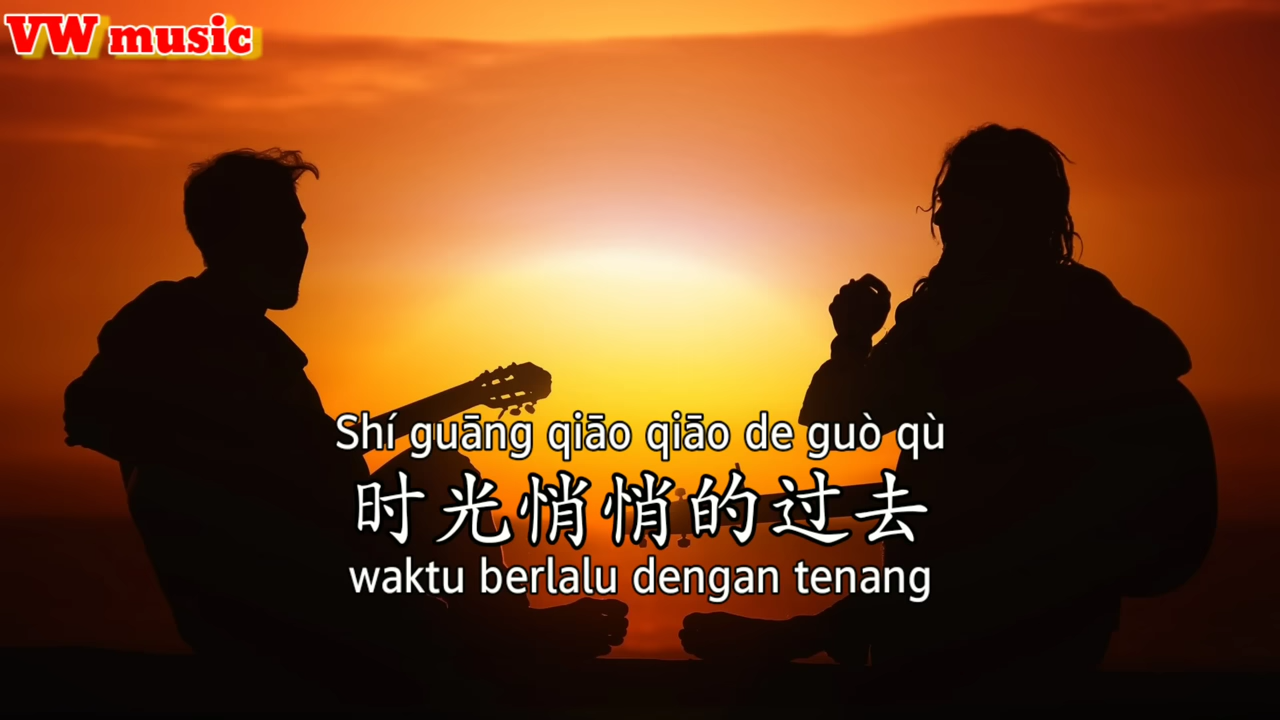 VW music
Shí guāng qiāo qiāo de guò qù
时光悄悄的过去
waktu berlalu dengan tenang